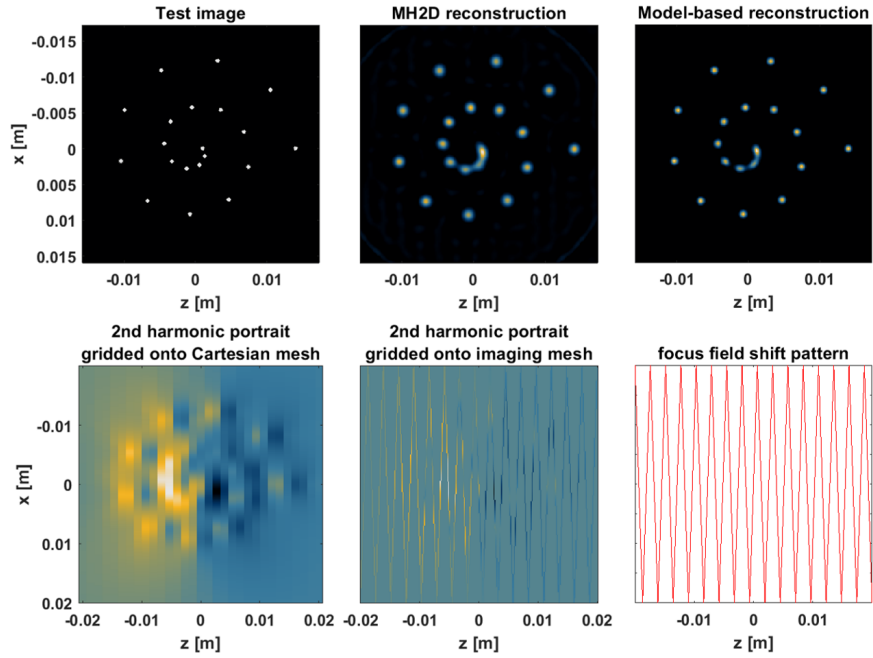 Test image
MH2D reconstruction
Model-based reconstruction
-0.015
-0.01
-0.005
0
0.005
0.01
0.015
x [m]
-0.01 0 0.01
z [m]
-0.01 0 0.01
z [m]
-0.01 0 0.01
z [m]
2nd harmonic portrait
gridded onto Cartesian mesh
2nd harmonic portrait
gridded onto imaging mesh
focus field shift pattern
-0.01
0
0.01
0.02
x [m]
-0.02 -0.01 0 0.01 0.02
z [m]
-0.02 -0.01 0 0.01 0.02
z [m]
-0.01 0 0.01
z [m]